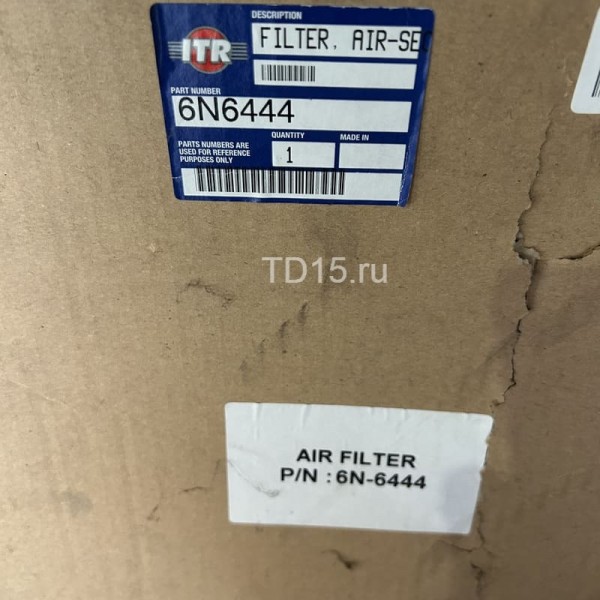 ITR
DESCRIPTION
FILTER, AIR-SEC
PART NUMBER
6N6444
PARTS NUMBERS ARE
USED FOR REFERENCE
PURPOSES ONLY
QUANTITY
1
MADE IN
TD15.ru
AIR FILTER
P/N : 6N-6444